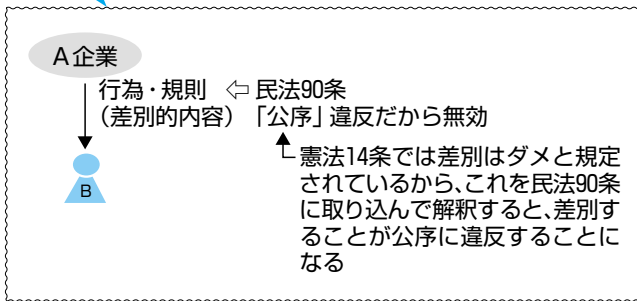 A企業
行為・規則 ⇦ 民法90条
(差別的内容) 「公序」違反だから無効
憲法14条では差別はダメと規定
されているから、これを民法90条
に取り込んで解釈すると、差別す
ることが公序に違反することに
なる
B